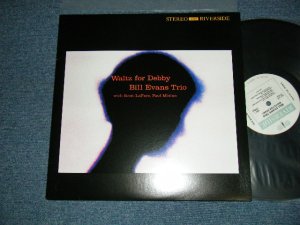 STEREO RIVERSIDE
Waltz for Debby
Bill Evans Trio
with Scott LaFaro, Paul Motian